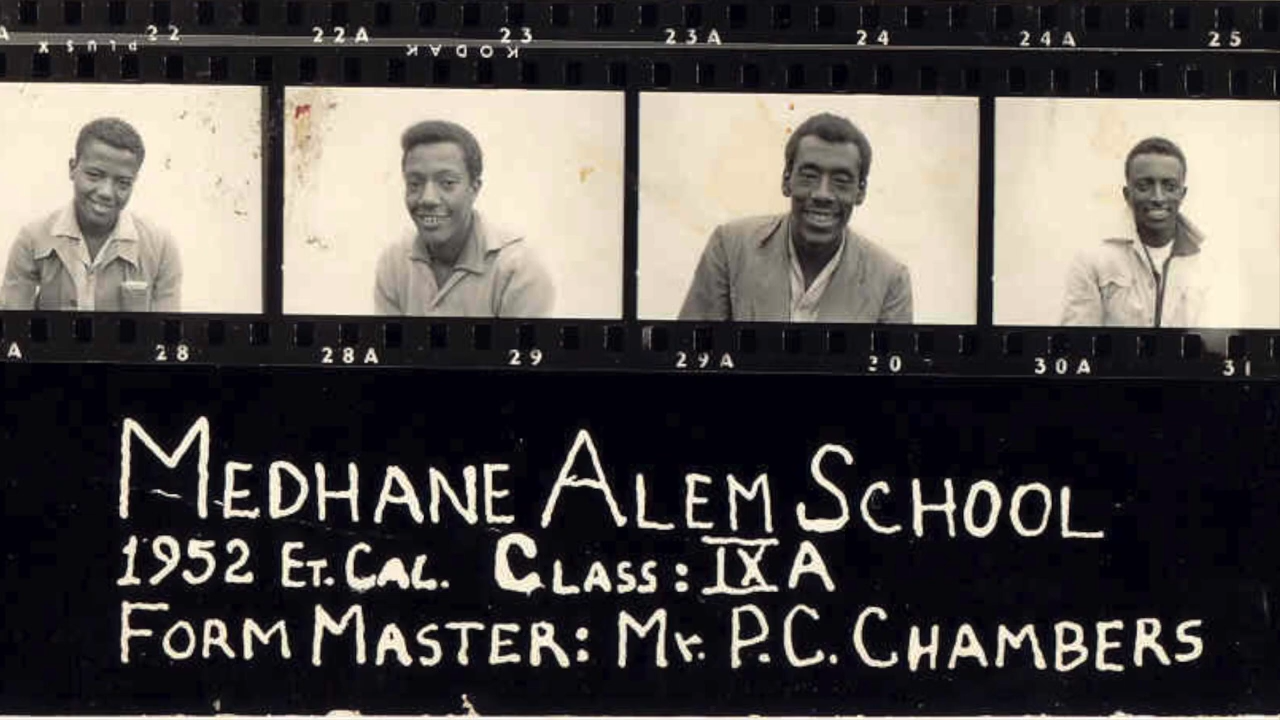 A 22 22A 23 23A 24 24A 25
PLUS X KODAK
A 28 28A 29 29A 30 30A 31
MEDHANE ALEM SCHOOL
1952 ET. CAL. CLASS: IX A
FORM MASTER: Mr. P.C. CHAMBERS